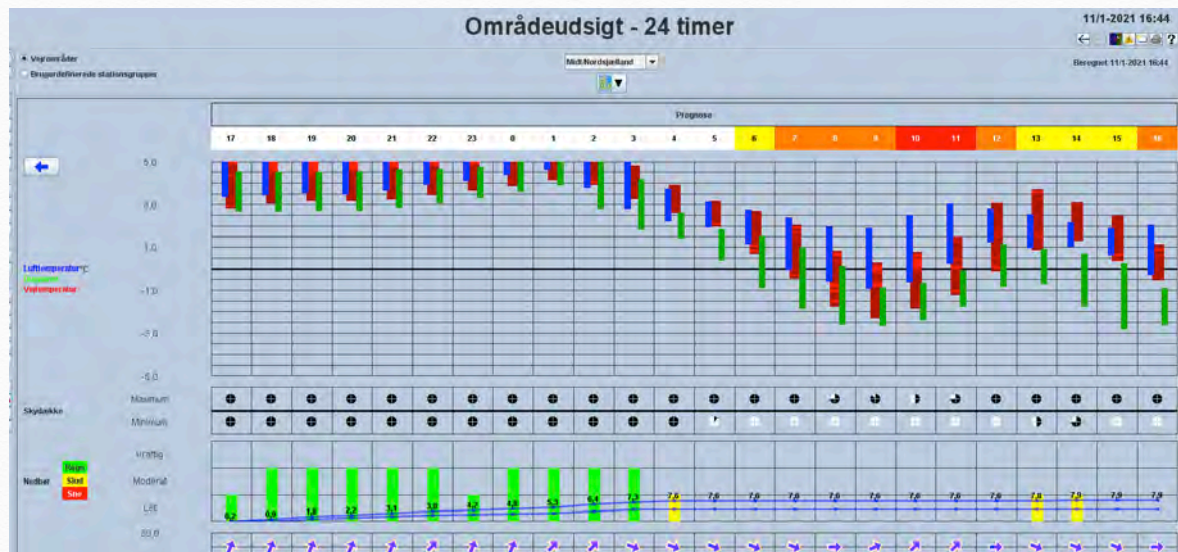 Områdeudsigt - 24 timer
11/1-2021 16:44
?
Vejrområder
Brugerdefinerede stationsgrupper
Midt/Nordsjælland
Beregnet 11/1-2021 16:44
Prognose
17 18 19 20 21 22 23 0 1 2 3 4 5 6 7 8 9 10 11 12 13 14 15 16
5.0
3.0
1.0
Lufttemperatur °C
Vejtemperatur
-1.0
-3.0
-5.0
Maximum
Skydække
Minimum
Kraftig
Regn
Nedbør Slud Moderat
Sne
Let
0,2 0,9 1,6 2,2 3,1 3,8 4,2 4,8 5,3 6,4 7,3 7,6 7,6 7,6 7,6 7,6 7,6 7,6 7,6 7,6 7,8 7,9 7,9 7,9